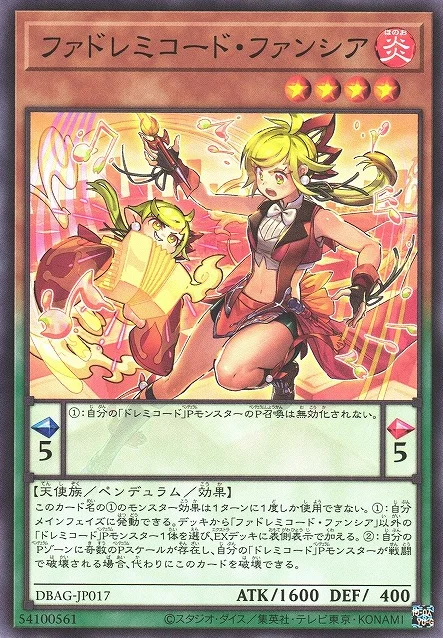 ファドレミコード・ファンシア
ほのお
炎
①：自分の「ドレミコード」PモンスターのP召喚は無効化されない。
5
5
【天使族／ペンデュラム／効果】
このカード名の①のモンスター効果は1ターンに1度しか使用できない。①：自分
メインフェイズに発動できる。デッキから「ファドレミコード・ファンシア」以外の
「ドレミコード」Pモンスター1体を選び、EXデッキに表側表示で加える。②：自分の
Pゾーンに奇数のPスケールが存在し、自分の「ドレミコード」Pモンスターが戦闘
で破壊される場合、代わりにこのカードを破壊できる。
DBAG-JP017
ATK/1600 DEF/ 400
54100561
©スタジオ・ダイス／集英社・テレビ東京・KONAMI